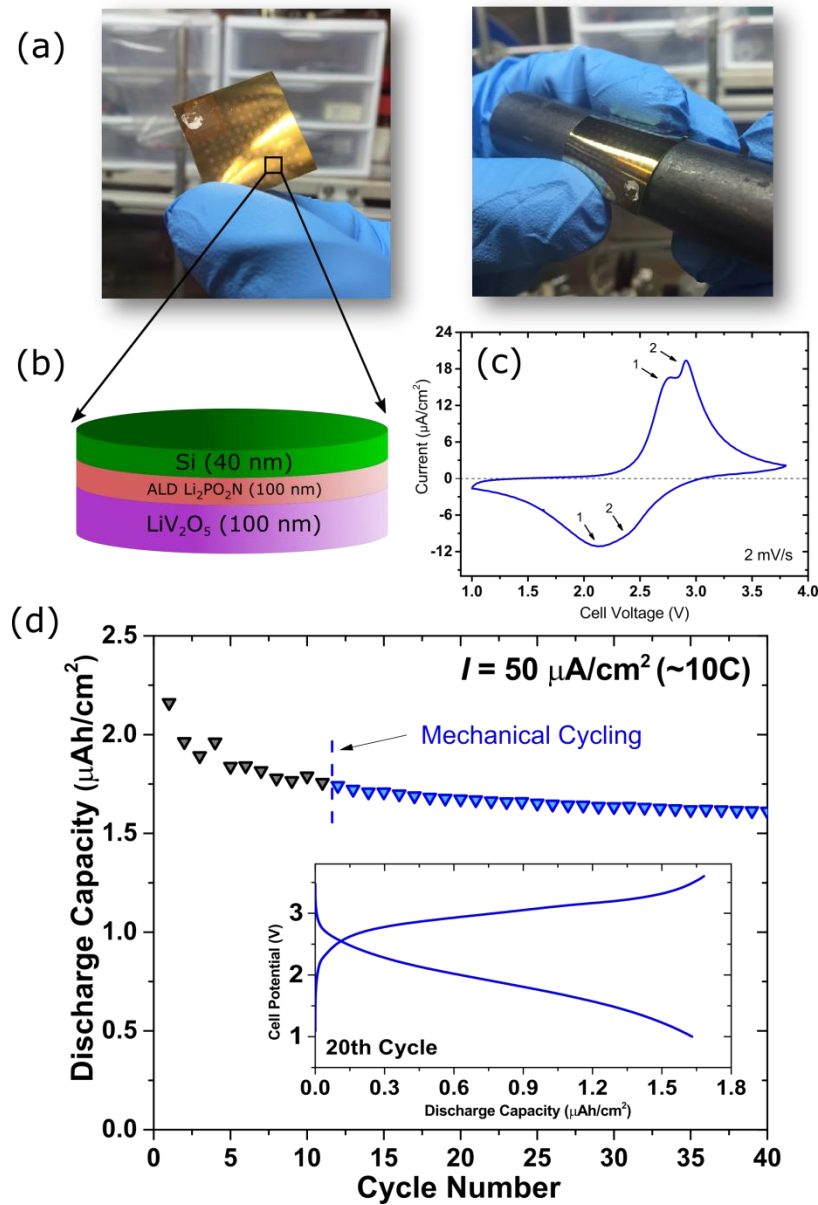 (a)
(b)
Si (40 nm)
ALD Li₂PO₂N (100 nm)
LiV₂O₅ (100 nm)
(c)
Current (μA/cm²)
24
18
12
6
0
-6
-12
1
2
1
2
2 mV/s
1.0 1.5 2.0 2.5 3.0 3.5 4.0
Cell Voltage (V)
(d)
Discharge Capacity (μAh/cm²)
2.5
2.0
1.5
1.0
0.5
0.0
I = 50 μA/cm² (~10C)
Mechanical Cycling
Cell Potential (V)
3
2
1
20th Cycle
0.0 0.3 0.6 0.9 1.2 1.5 1.8
Discharge Capacity (μAh/cm²)
0 5 10 15 20 25 30 35 40
Cycle Number